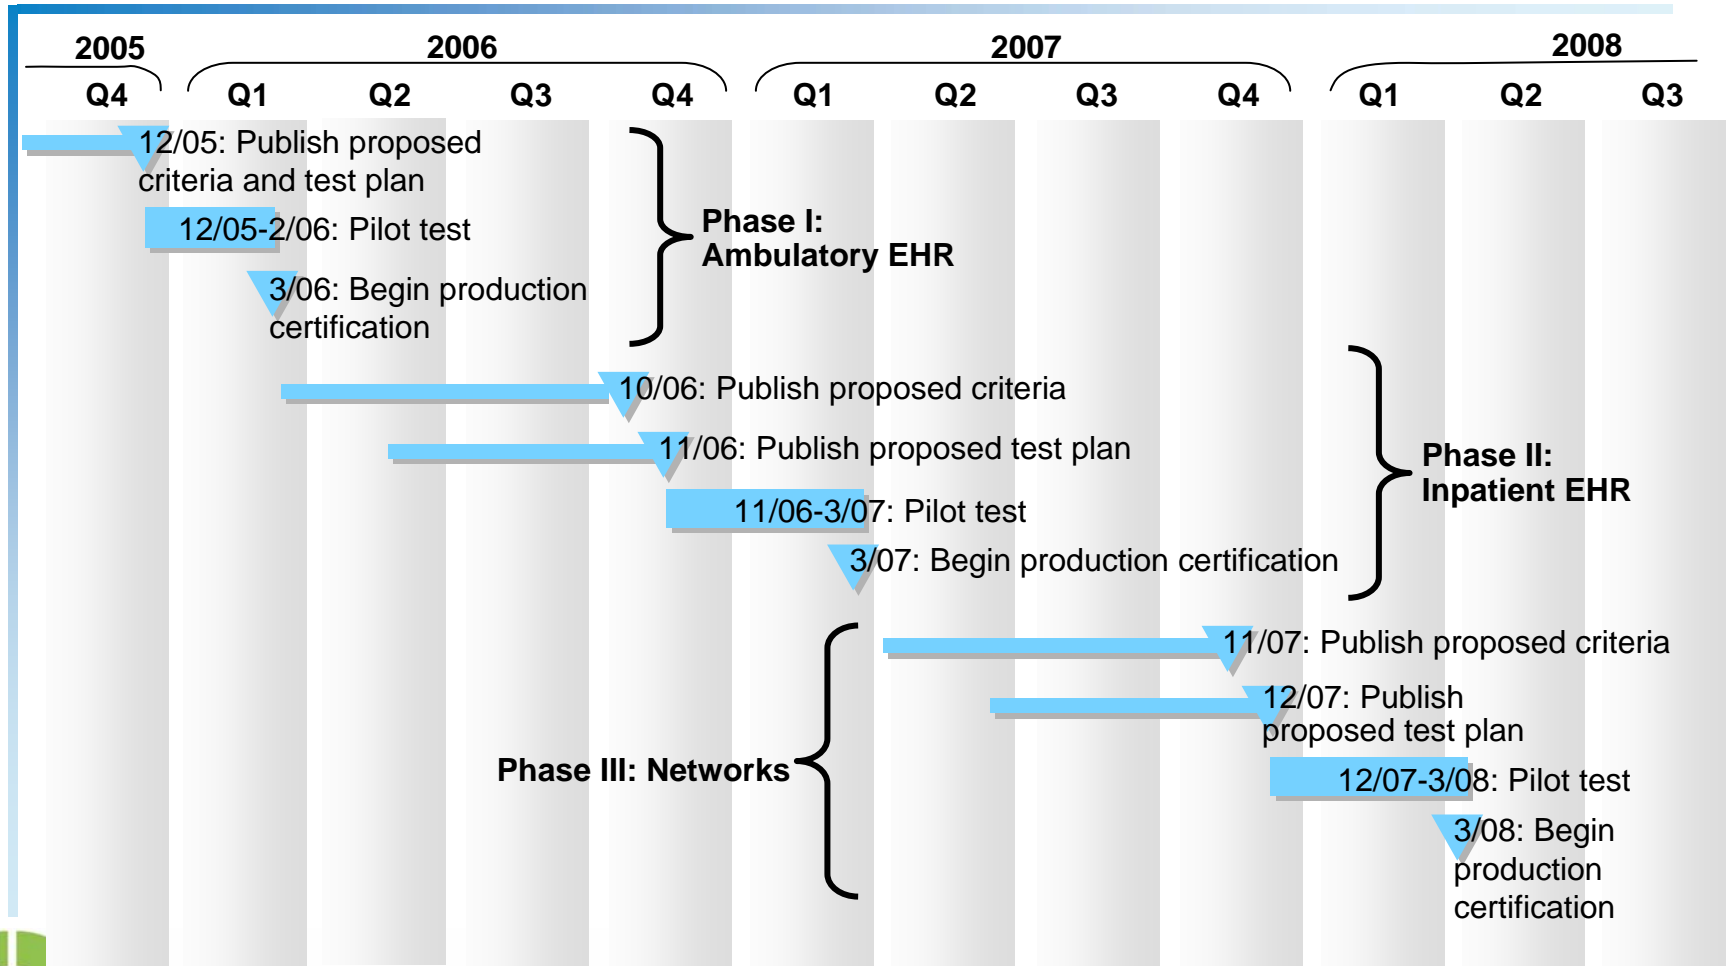 2005 2006 2007 2008
Q4 Q1 Q2 Q3 Q4 Q1 Q2 Q3 Q4 Q1 Q2 Q3
12/05: Publish proposed
criteria and test plan
12/05-2/06: Pilot test
3/06: Begin production
certification
Phase I:
Ambulatory EHR
10/06: Publish proposed criteria
11/06: Publish proposed test plan
11/06-3/07: Pilot test
3/07: Begin production certification
Phase II:
Inpatient EHR
11/07: Publish proposed criteria
12/07: Publish
proposed test plan
12/07-3/08: Pilot test
3/08: Begin
production
certification
Phase III: Networks